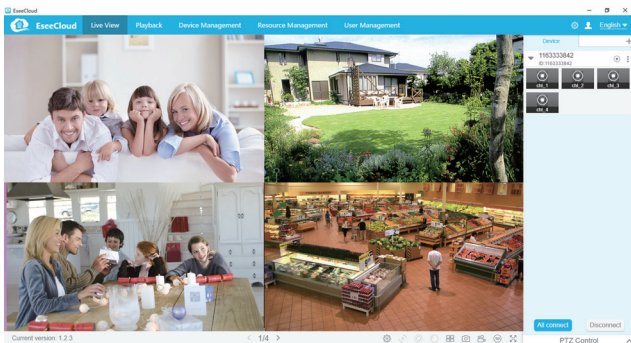 EseeCloud
EseeCloud Live View Playback Device Management Resource Management User Management English
Device +
1163333842
ID:1163333842
chl_1 chl_2 chl_3
chl_4
All connect Disconnect
Current version: 1.2.3 < 1/4 > PTZ Control